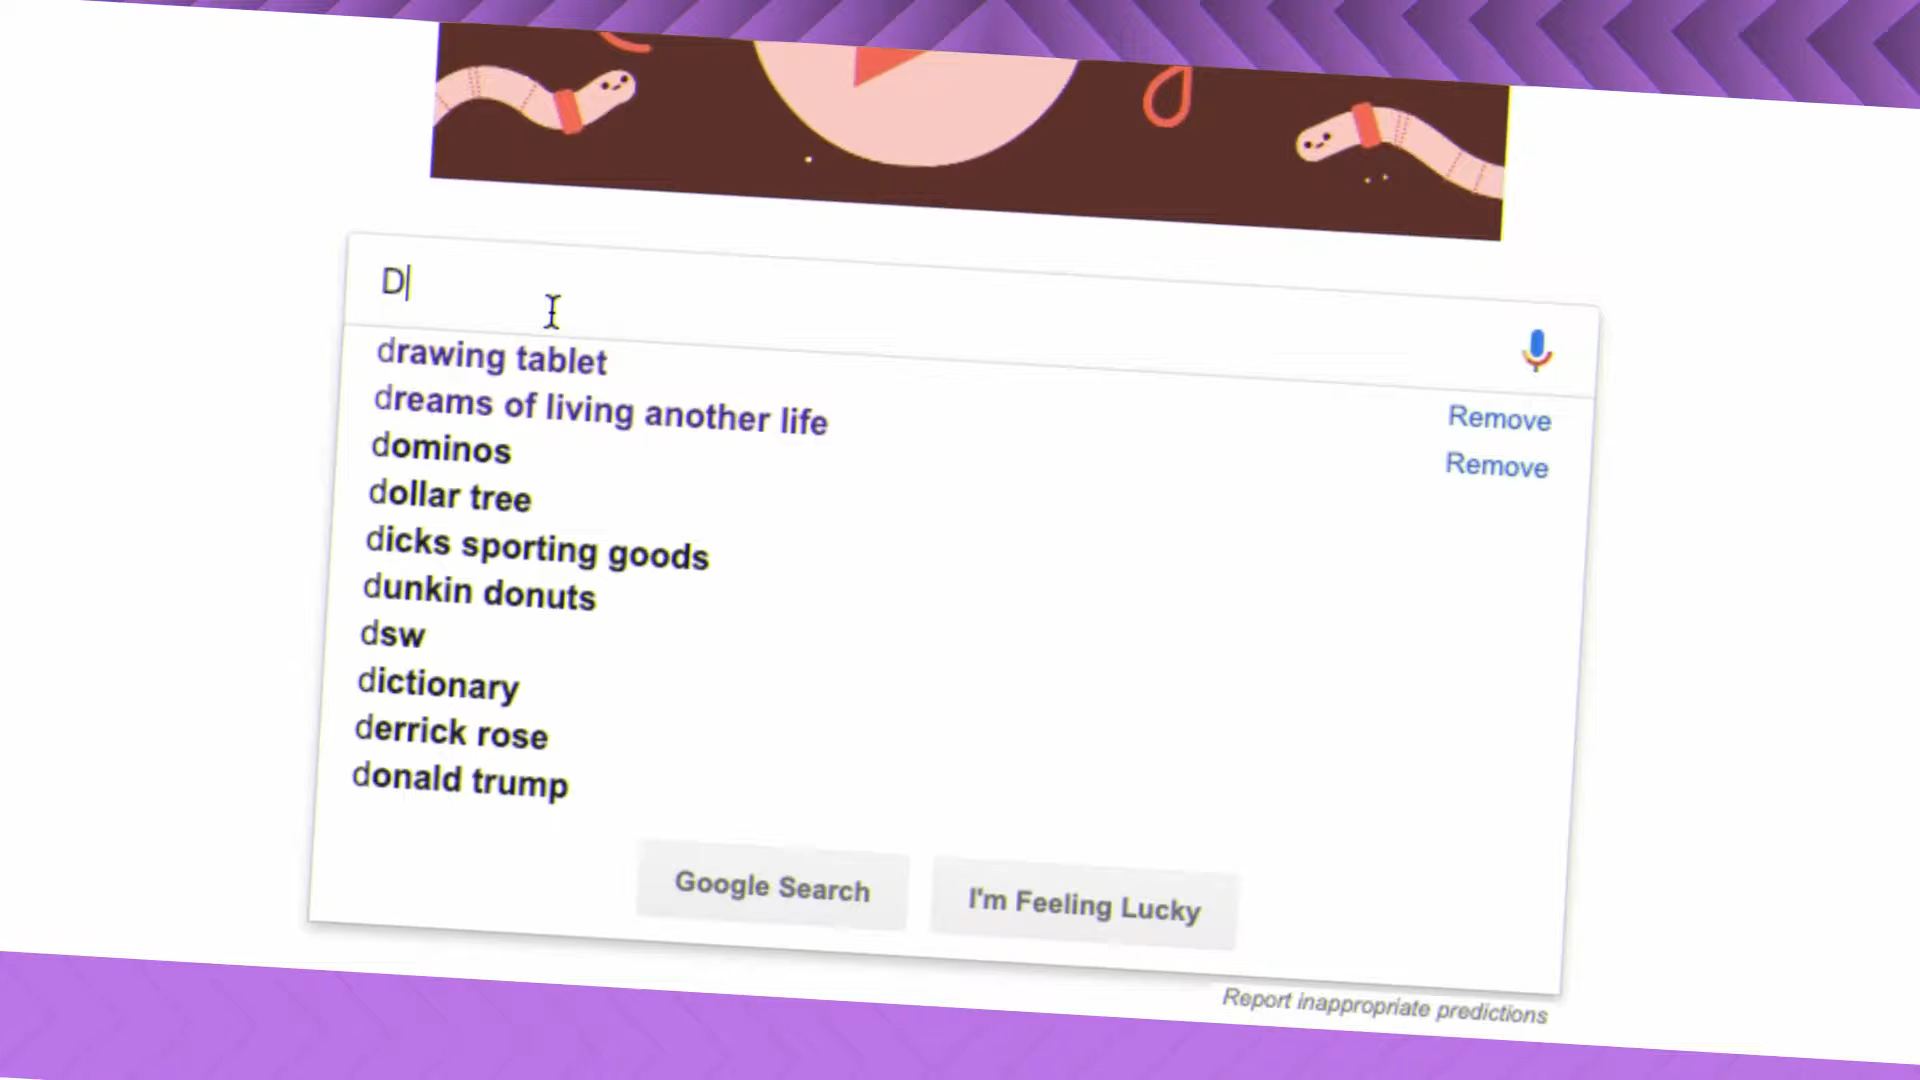 D
drawing tablet
Remove
dreams of living another life
Remove
dominos
dollar tree
dicks sporting goods
dunkin donuts
dsw
dictionary
derrick rose
donald trump
Google Search
I'm Feeling Lucky
Report inappropriate predictions